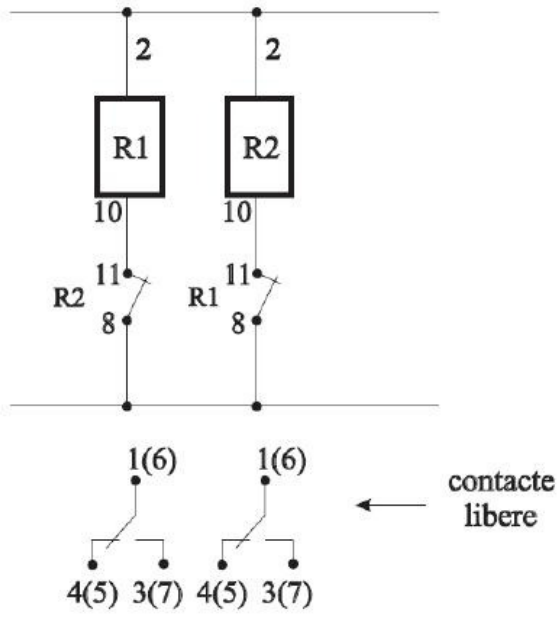 2 2
R1 R2
10 10
11 11
R2 R1
8 8
1(6) 1(6)
contacte
libere
4(5) 3(7) 4(5) 3(7)